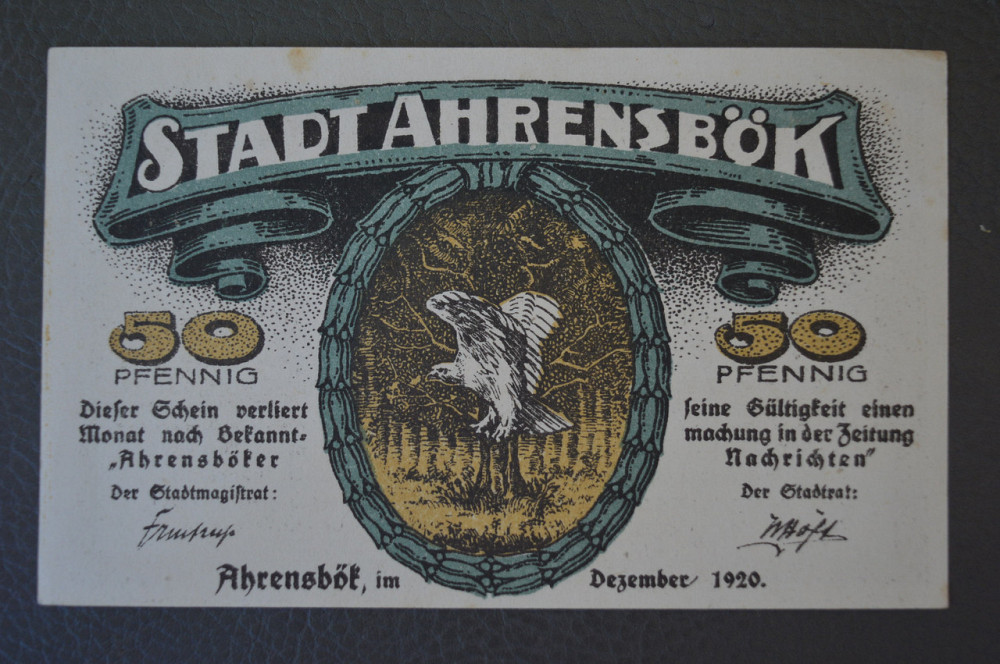 STADT AHRENSBÖK
50 50
PFENNIG PFENNIG
Dieser Schein verliert seine Gültigkeit einen
Monat nach Bekannt= machung in der Zeitung
„Ahrensböker Nachrichten"
Der Stadtmagistrat: Der Stadtrat:
Ahrensbök, im Dezember 1920.